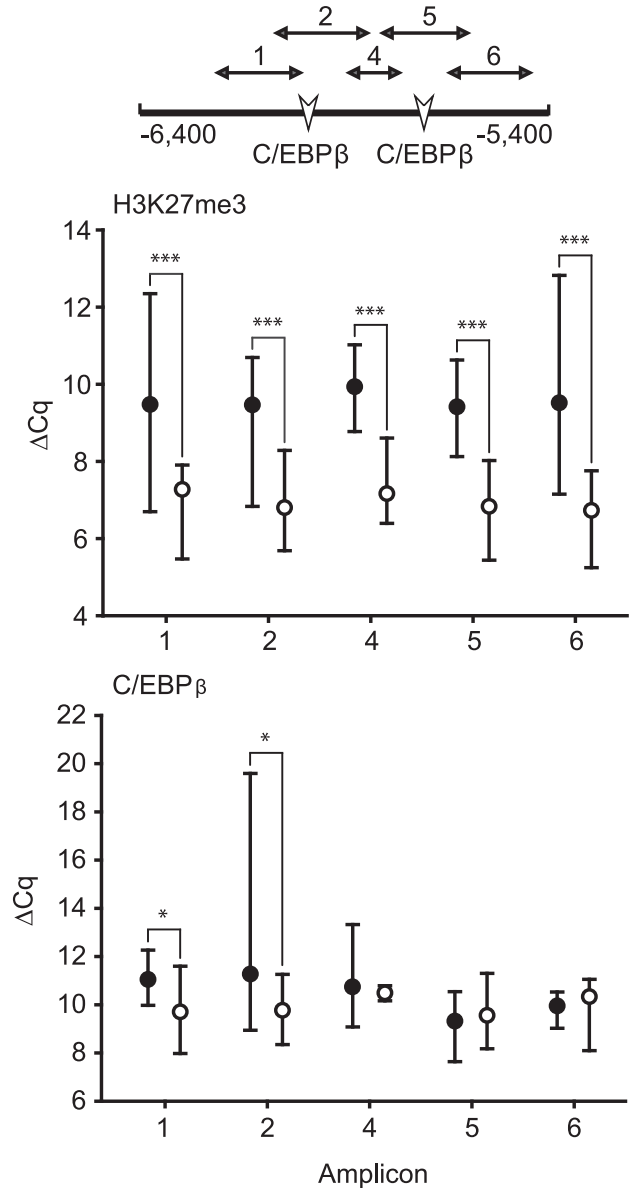 2 5
1 4 6
-6,400 -5,400
C/EBPβ C/EBPβ
H3K27me3
14
12
10
8
6
4
ΔCq
*** *** *** *** ***
1 2 4 5 6
C/EBPβ
22
20
18
16
14
12
10
8
6
ΔCq
* *
1 2 4 5 6
Amplicon